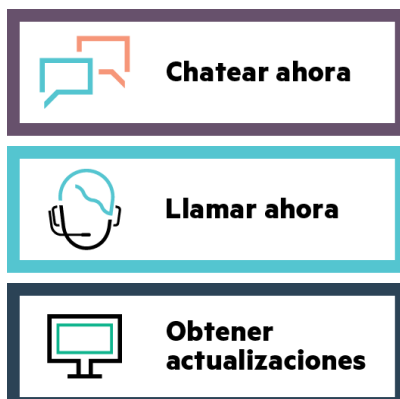 Chatear ahora
Llamar ahora
Obtener
actualizaciones